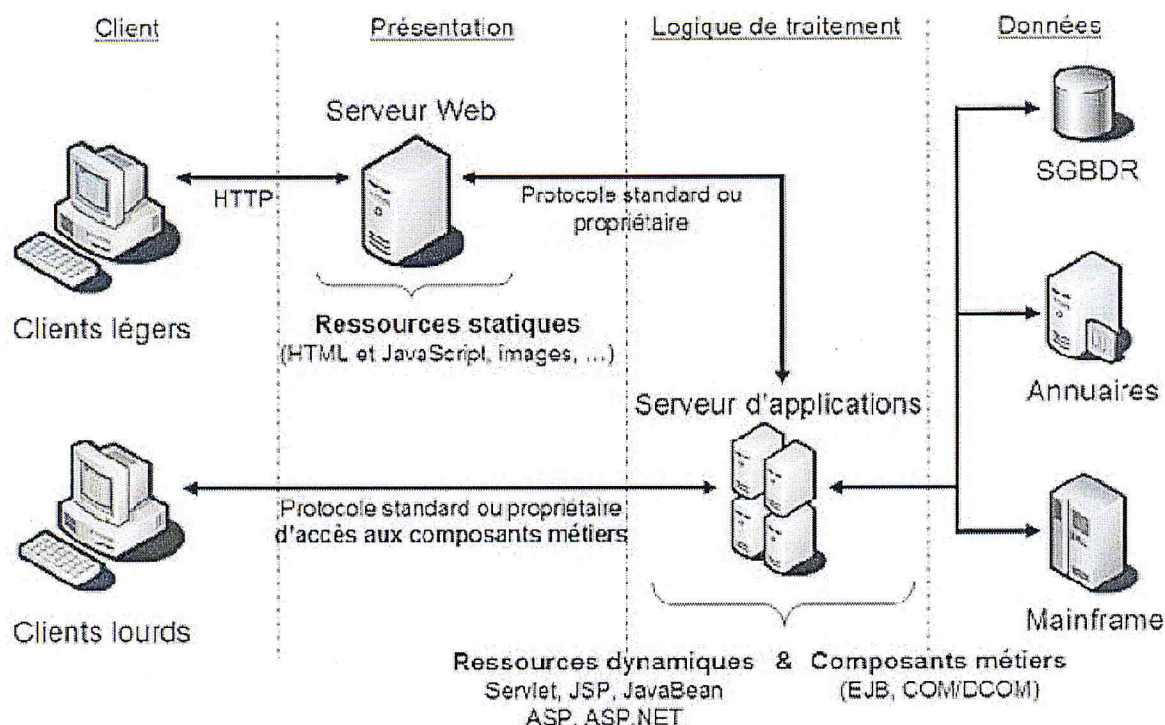 Client
Présentation
Logique de traitement
Données
Serveur Web
HTTP
Protocole standard ou
propriétaire
SGBDR
Clients légers
Ressources statiques
(HTML et JavaScript, images, ...)
Annuaires
Serveur d'applications
Protocole standard ou propriétaire
d'accès aux composants métiers
Clients lourds
Mainframe
Ressources dynamiques & Composants métiers
Servlet, JSP, JavaBean (EJB, COM/DCOM)
ASP, ASP.NET